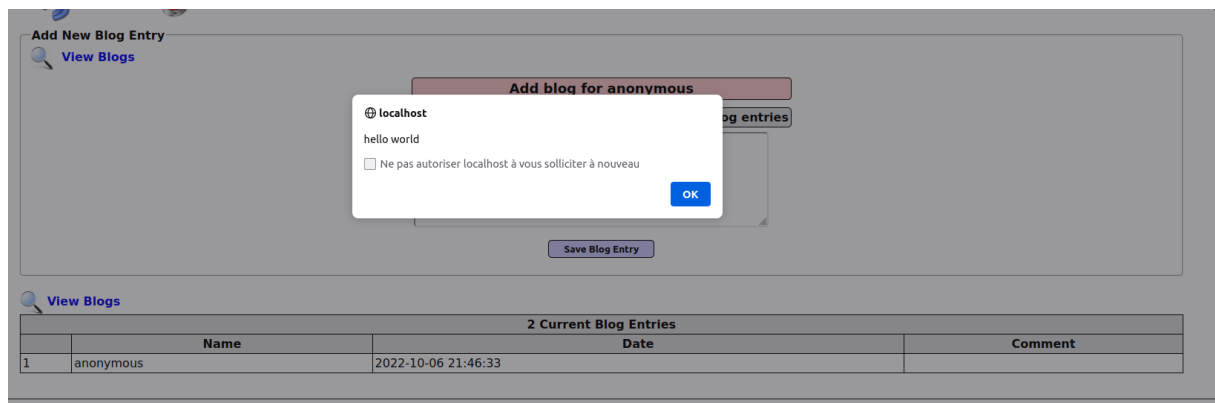 Add New Blog Entry
View Blogs
Add blog for anonymous
og entries
localhost
hello world
Ne pas autoriser localhost à vous solliciter à nouveau
OK
Save Blog Entry
View Blogs
2 Current Blog Entries
Name Date Comment
1 anonymous 2022-10-06 21:46:33